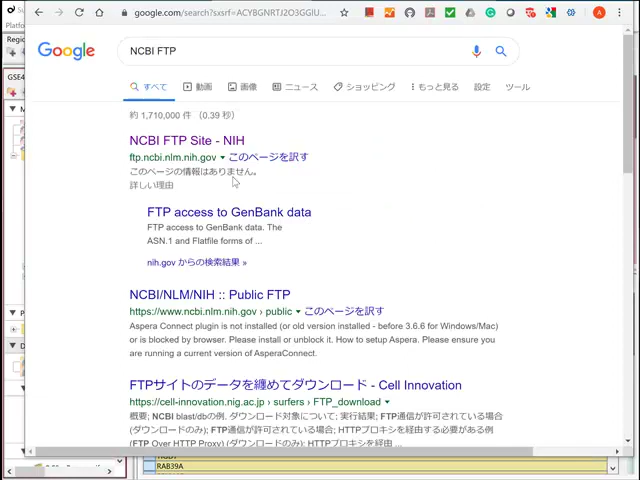 google.com/search?sxsrf=ACYBGNRTJ2O3GGlU...
A
Regi
GSE4
Google
NCBI FTP
すべて 動画 画像 ニュース ショッピング もっと見る 設定 ツール
約 1,710,000 件 （0.39 秒）
NCBI FTP Site - NIH
ftp.ncbi.nlm.nih.gov ▼ このページを訳す
このページの情報はありません。
詳しい理由
FTP access to GenBank data
FTP access to GenBank data. The
ASN.1 and Flatfile forms of ...
nih.gov からの検索結果 »
NCBI/NLM/NIH :: Public FTP
https://www.ncbi.nlm.nih.gov › public ▼ このページを訳す
Aspera Connect plugin is not installed (or old version installed - before 3.6.6 for Windows/Mac)
or is blocked by browser. Please install or unblock it. How to setup Aspera. Please ensure you
are running a current version of AsperaConnect.
FTPサイトのデータを纏めてダウンロード - Cell Innovation
https://cell-innovation.nig.ac.jp › surfers › FTP_download ▼
概要; NCBI blast/dbの例. ダウンロード対象について; 実行結果; FTP通信が許可されている場合
(ダウンロードのみ); FTP通信が許可されている場合; HTTPプロキシを経由する必要がある例
(FTP Over HTTP Proxy) (ダウンロードのみ); HTTPプロキシを経由 ...
RAB39A